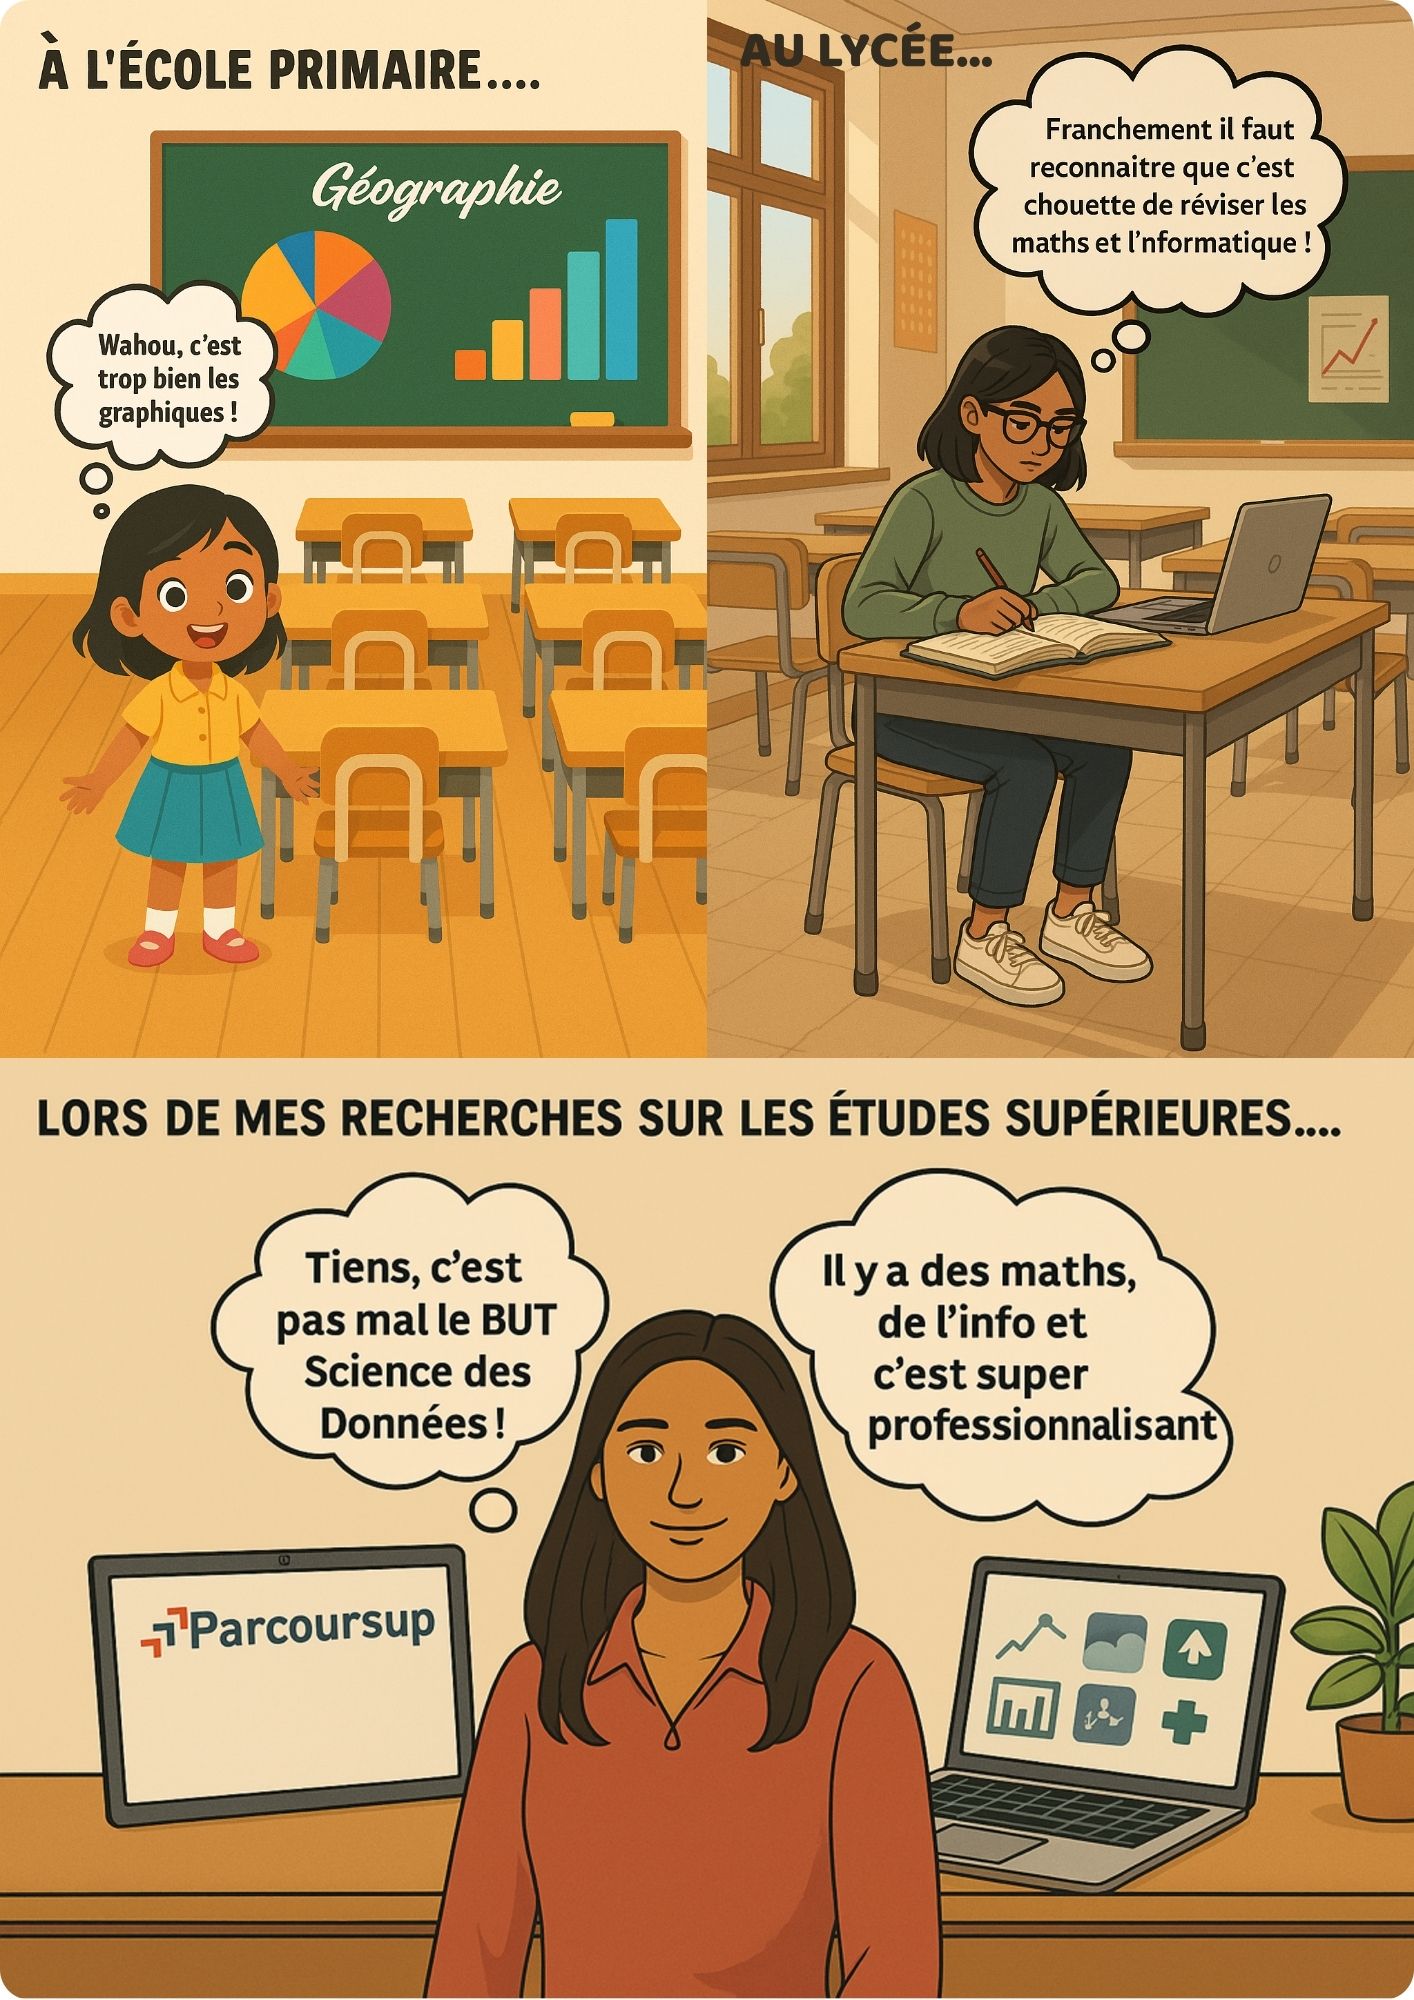 À L'ÉCOLE PRIMAIRE....
Géographie
Wahou, c'est
trop bien les
graphiques !
AU LYCÉE...
Franchement il faut
reconnaitre que c'est
chouette de réviser les
maths et l'nformatique !
LORS DE MES RECHERCHES SUR LES ÉTUDES SUPÉRIEURES....
Tiens, c'est
pas mal le BUT
Science des
Données !
Il y a des maths,
de l'info et
c'est super
professionnalisant
Parcoursup